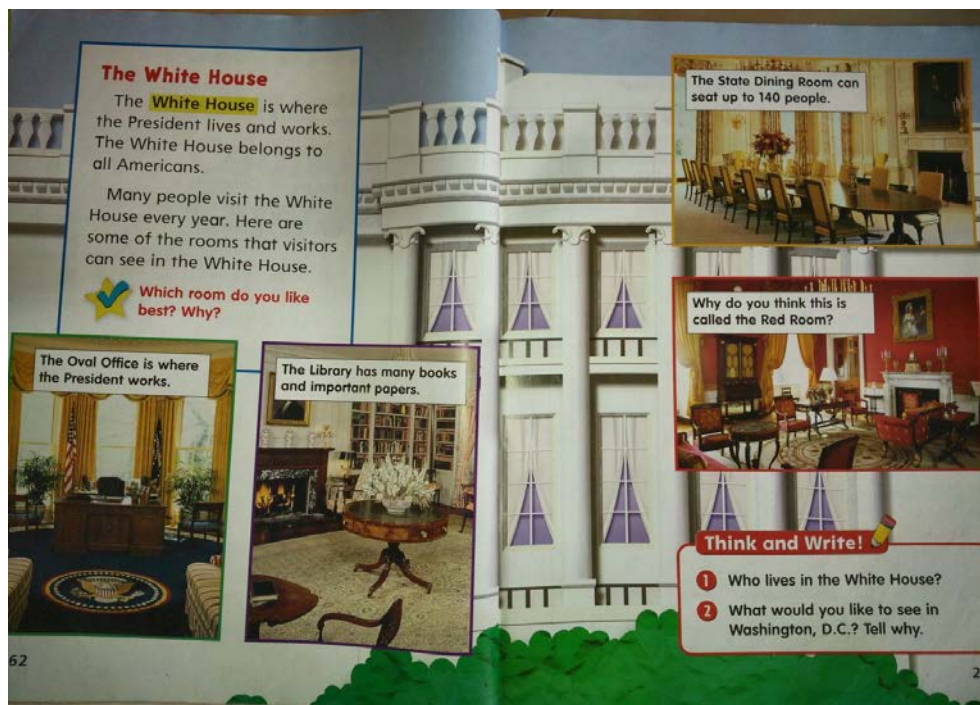 The White House
The White House is where
the President lives and works.
The White House belongs to
all Americans.
Many people visit the White
House every year. Here are
some of the rooms that visitors
can see in the White House.
Which room do you like
best? Why?
The Oval Office is where
the President works.
The Library has many books
and important papers.
62
The State Dining Room can
seat up to 140 people.
Why do you think this is
called the Red Room?
Think and Write!
1 Who lives in the White House?
2 What would you like to see in
Washington, D.C.? Tell why.
2